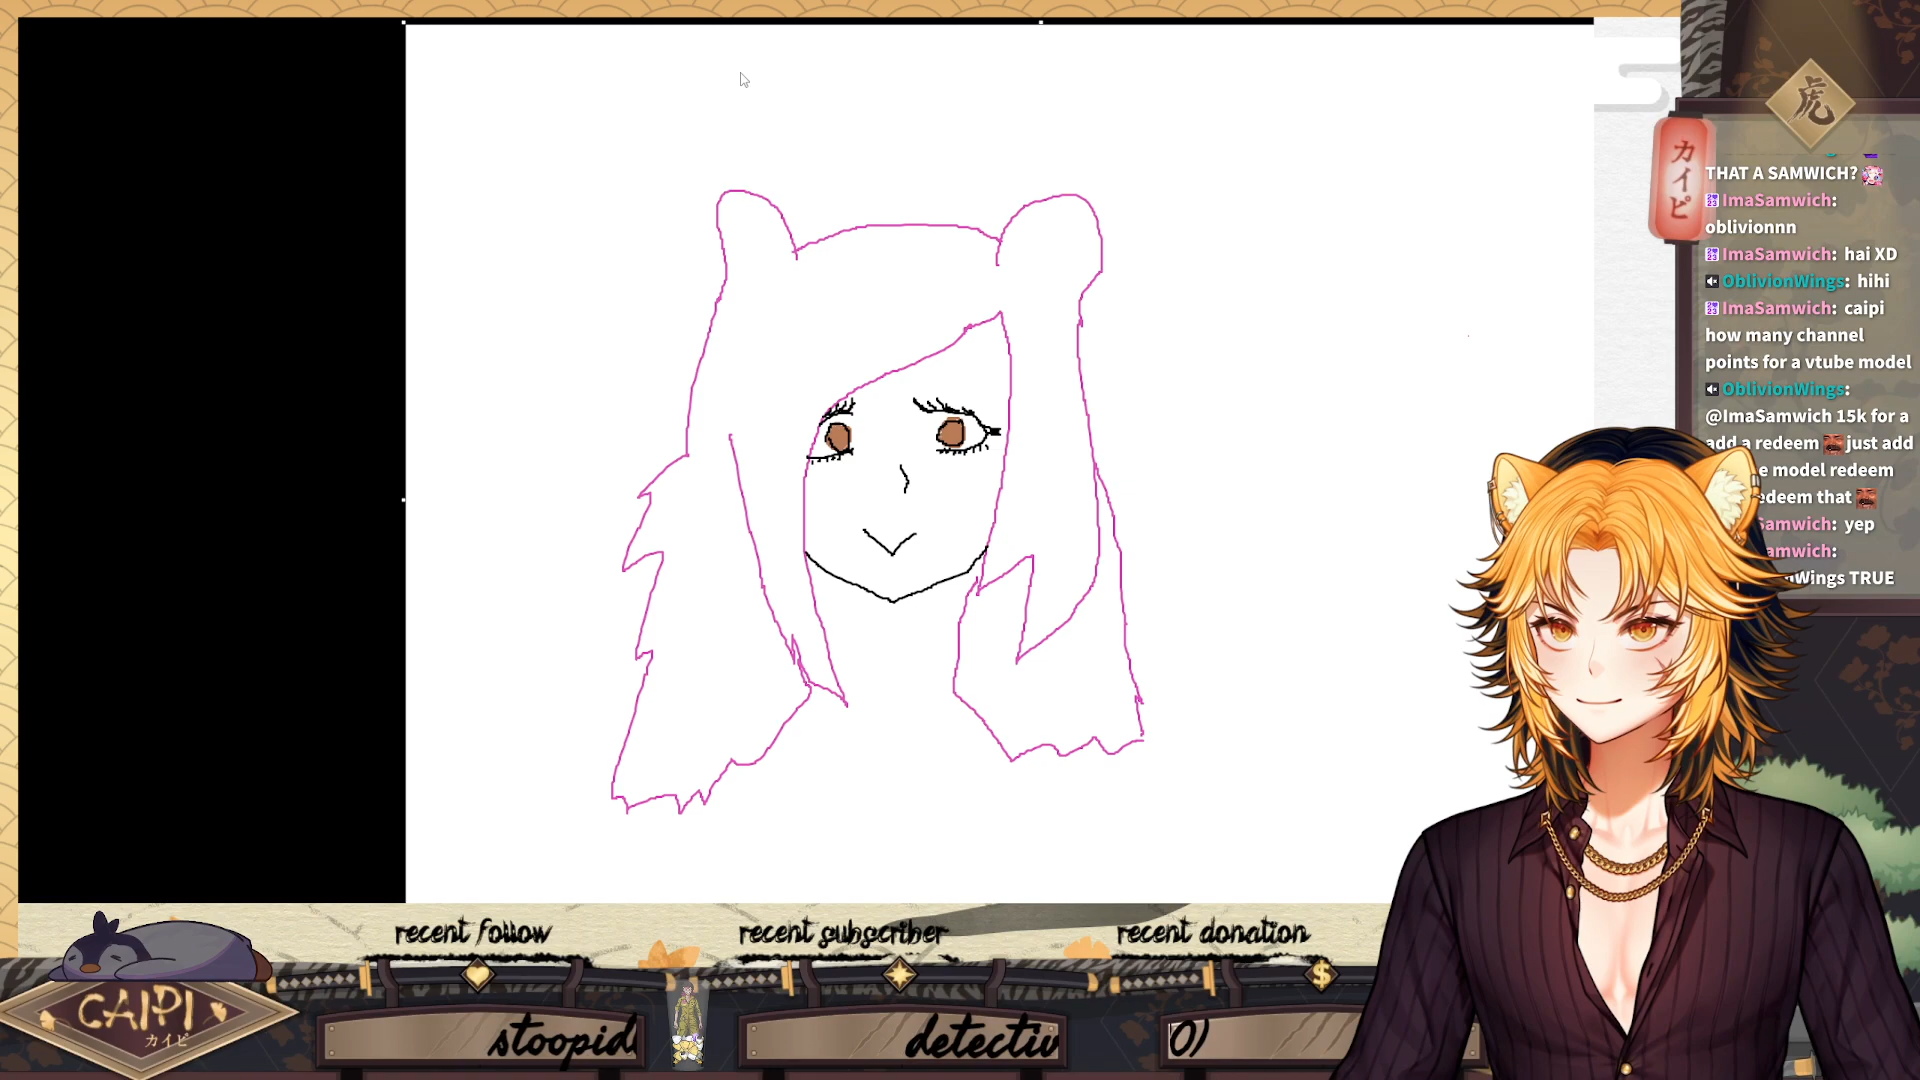 虎
カイピ
THAT A SAMWICH?
ImaSamwich:
oblivionnn
ImaSamwich: hai XD
OblivionWings: hihi
ImaSamwich: caipi
how many channel
points for a vtube model
OblivionWings:
@ImaSamwich 15k for a
add a redeem just add
e model redeem
edeem that
Samwich: yep
amwich:
Wings TRUE
recent follow
recent subscriber
recent donation
CAIPI
カイピ
stoopid
detectiv
0)